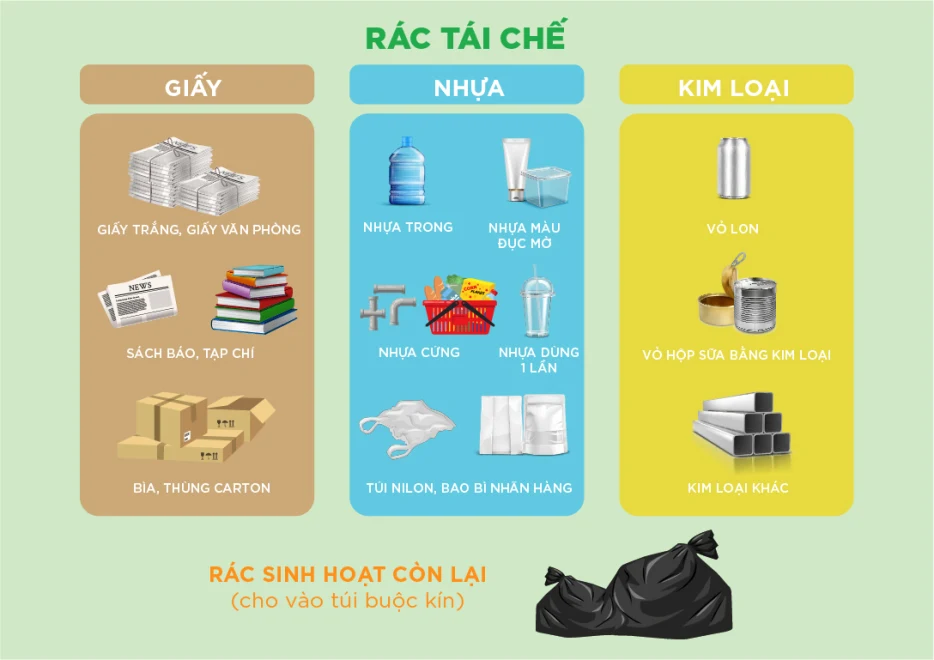 RÁC TÁI CHẾ
GIẤY
NHỰA
KIM LOẠI
NEWS
NEWS
GIẤY TRẮNG, GIẤY VĂN PHÒNG
NHỰA TRONG
NHỰA MÀU
ĐỤC MỜ
VỎ LON
NEWS
SÁCH BÁO, TẠP CHÍ
NHỰA CỨNG
NHỰA DÙNG
1 LẦN
VỎ HỘP SỮA BẰNG KIM LOẠI
BÌA, THÙNG CARTON
TÚI NILON, BAO BÌ NHÃN HÀNG
KIM LOẠI KHÁC
RÁC SINH HOẠT CÒN LẠI
(cho vào túi buộc kín)